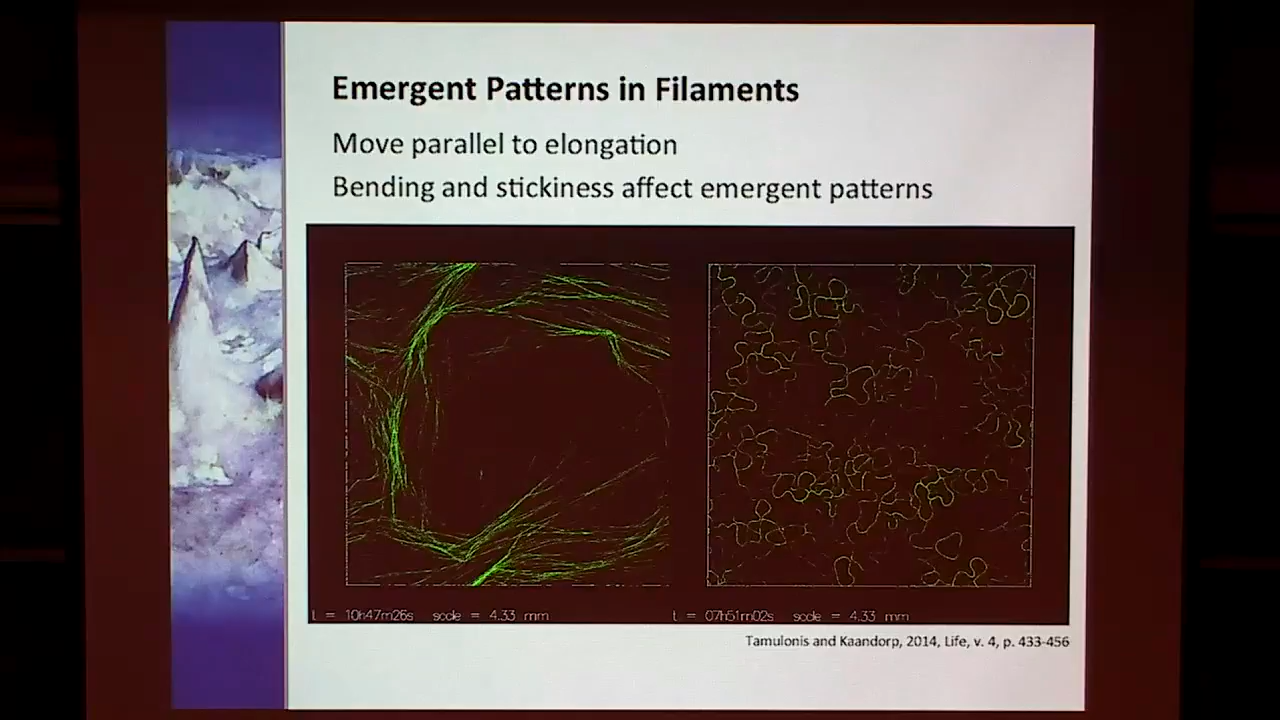 Emergent Patterns in Filaments
Move parallel to elongation
Bending and stickiness affect emergent patterns
t = 10h47m26s scale = 4.33 mm
t = 07h51m02s scale = 4.33 mm
Tamulonis and Kaandorp, 2014, Life, v. 4, p. 433-456